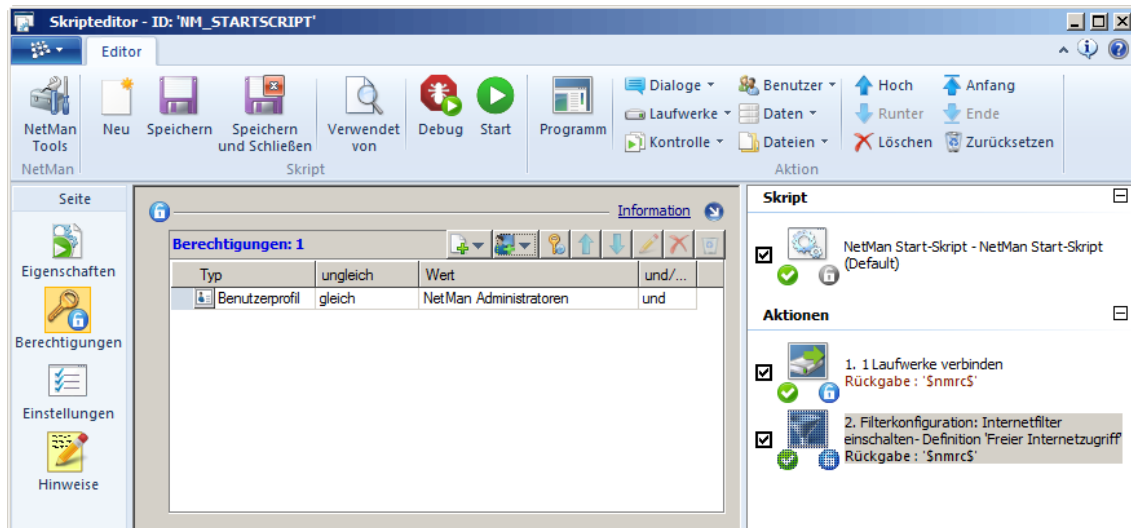 Skripteditor - ID: 'NM_STARTSCRIPT'
Editor
NetMan Tools
Neu
Speichern
Speichern und Schließen
Verwendet von
Debug
Start
Programm
Dialoge
Laufwerke
Kontrolle
Benutzer
Daten
Dateien
Hoch
Runter
Löschen
Anfang
Ende
Zurücksetzen
NetMan
Skript
Aktion
Seite
Eigenschaften
Berechtigungen
Einstellungen
Hinweise
Information
Berechtigungen: 1
Typ ungleich Wert und/...
Benutzerprofil gleich NetMan Administratoren und
Skript
NetMan Start-Skript - NetMan Start-Skript
(Default)
Aktionen
1. 1 Laufwerke verbinden
Rückgabe : '$nmrc$'
2. Filterkonfiguration: Internetfilter
einschalten- Definition 'Freier Internetzugriff'
Rückgabe : '$nmrc$'